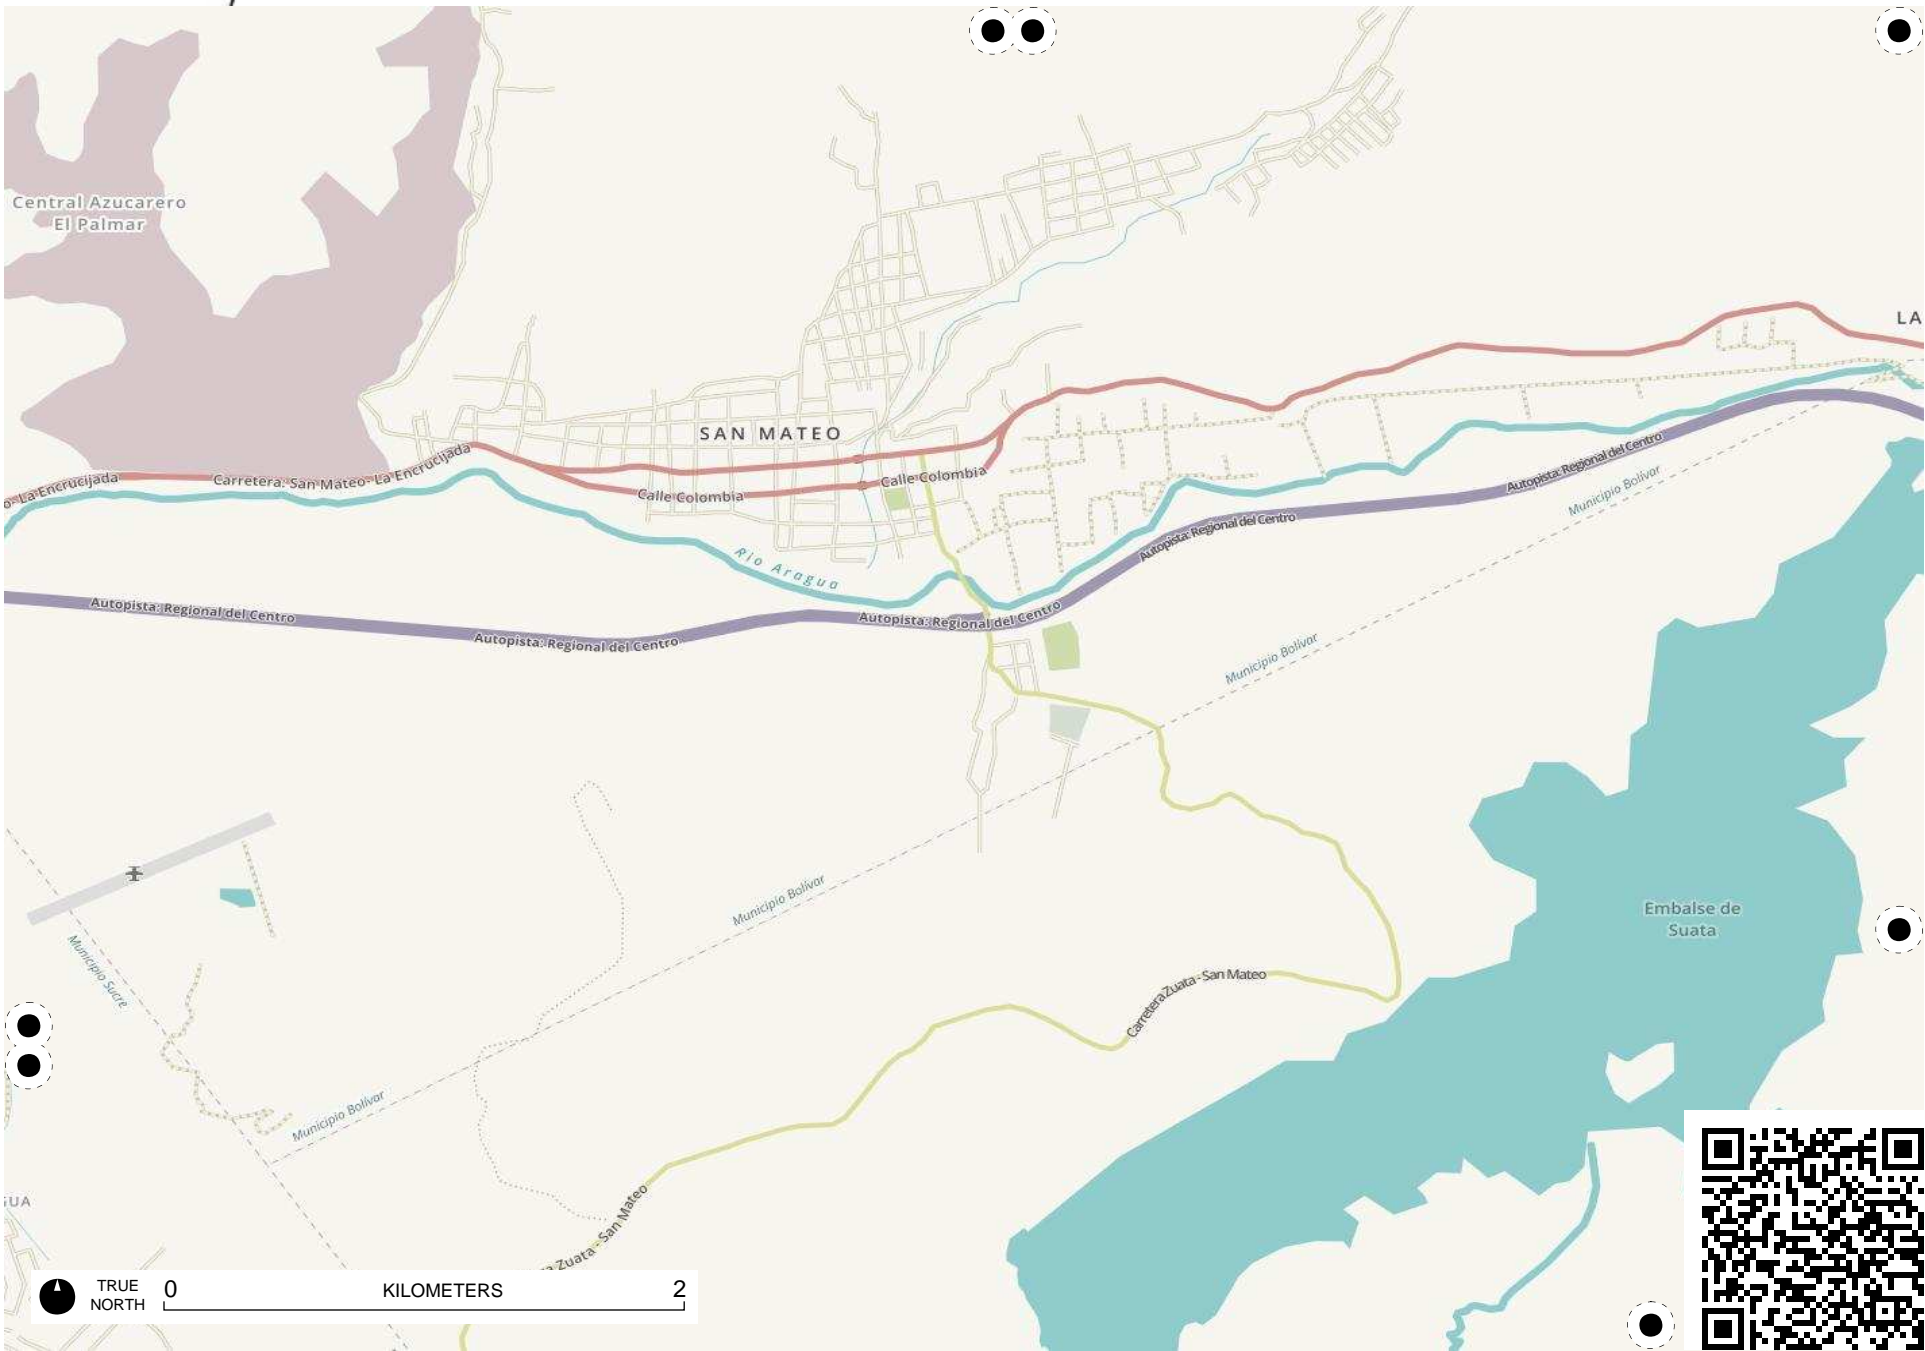 Central Azucarero
El Palmar
LA
SAN MATEO
La Encrucijada
Carretera. San Mateo- La Encrucijada
Calle Colombia
Calle Colombia
Río Aragua
Autopista: Regional del Centro
Autopista: Regional del Centro
Autopista: Regional del Centro
Autopista: Regional del Centro
Autopista: Regional del Centro
Municipio Bolívar
Municipio Bolívar
Municipio Bolívar
Municipio Bolívar
Municipio Sucre
Embalse de
Suata
Carretera Zuata - San Mateo
Zuata - San Mateo
GUA
TRUE
NORTH
0 KILOMETERS 2